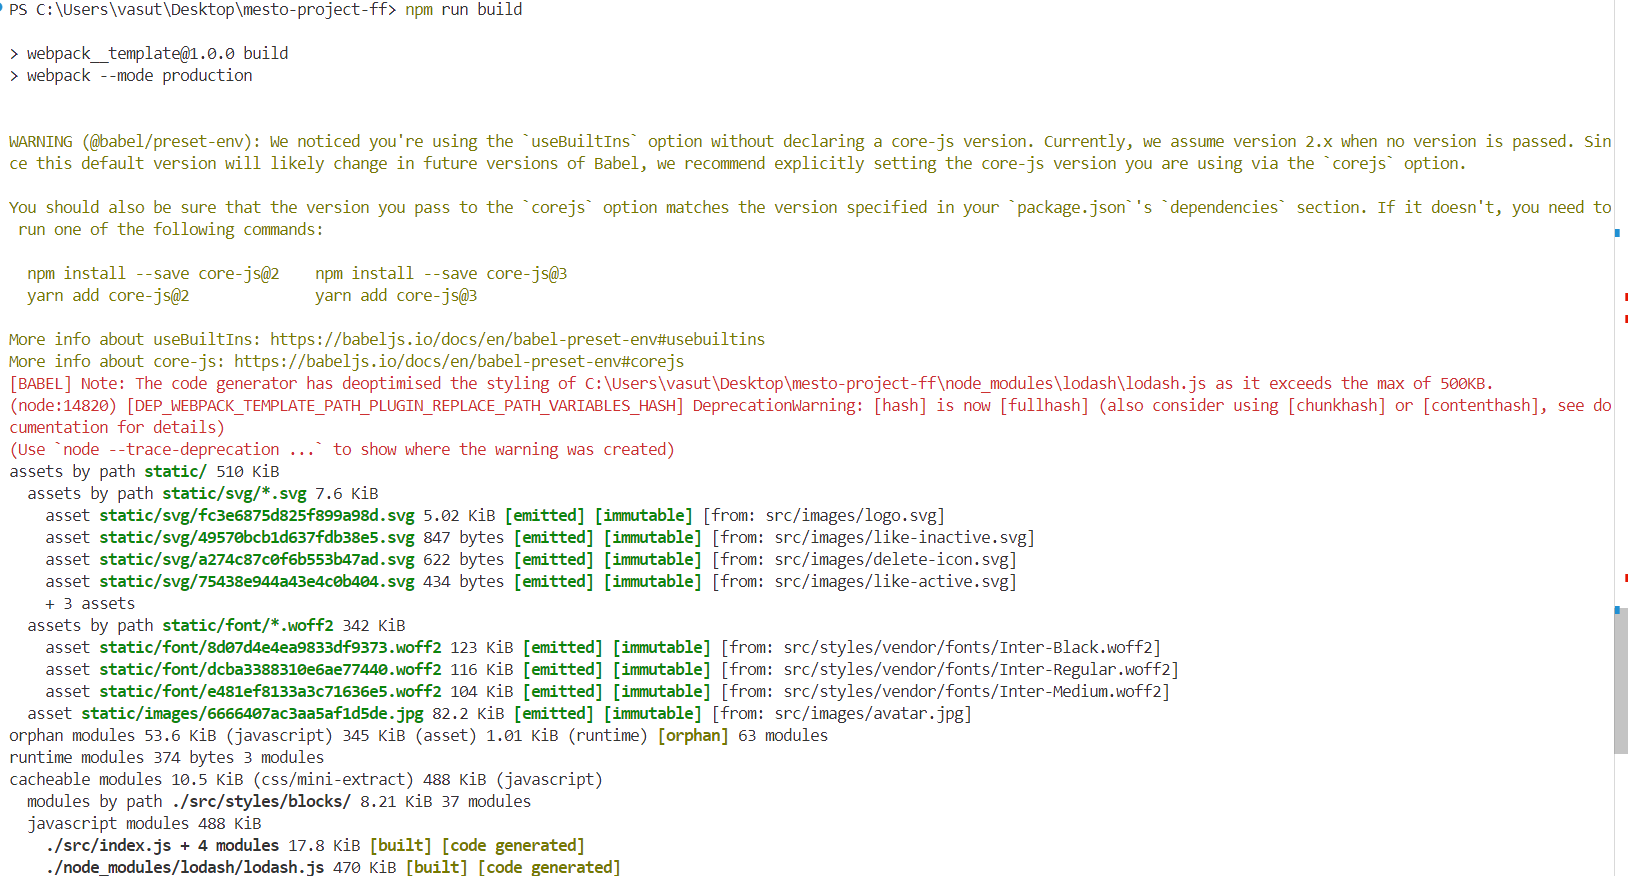 PS C:\Users\vasut\Desktop\mesto-project-ff> npm run build
> webpack__template@1.0.0 build
> webpack --mode production
WARNING (@babel/preset-env): We noticed you're using the `useBuiltIns` option without declaring a core-js version. Currently, we assume version 2.x when no version is passed. Sin
ce this default version will likely change in future versions of Babel, we recommend explicitly setting the core-js version you are using via the `corejs` option.
You should also be sure that the version you pass to the `corejs` option matches the version specified in your `package.json`'s `dependencies` section. If it doesn't, you need to
run one of the following commands:
npm install --save core-js@2    npm install --save core-js@3
yarn add core-js@2              yarn add core-js@3
More info about useBuiltIns: https://babeljs.io/docs/en/babel-preset-env#usebuiltins
More info about core-js: https://babeljs.io/docs/en/babel-preset-env#corejs
[BABEL] Note: The code generator has deoptimised the styling of C:\Users\vasut\Desktop\mesto-project-ff\node_modules\lodash\lodash.js as it exceeds the max of 500KB.
(node:14820) [DEP_WEBPACK_TEMPLATE_PATH_PLUGIN_REPLACE_PATH_VARIABLES_HASH] DeprecationWarning: [hash] is now [fullhash] (also consider using [chunkhash] or [contenthash], see do
cumentation for details)
(Use `node --trace-deprecation ...` to show where the warning was created)
assets by path static/ 510 KiB
assets by path static/svg/*.svg 7.6 KiB
asset static/svg/fc3e6875d825f899a98d.svg 5.02 KiB [emitted] [immutable] [from: src/images/logo.svg]
asset static/svg/49570bcb1d637fdb38e5.svg 847 bytes [emitted] [immutable] [from: src/images/like-inactive.svg]
asset static/svg/a274c87c0f6b553b47ad.svg 622 bytes [emitted] [immutable] [from: src/images/delete-icon.svg]
asset static/svg/75438e944a43e4c0b404.svg 434 bytes [emitted] [immutable] [from: src/images/like-active.svg]
+ 3 assets
assets by path static/font/*.woff2 342 KiB
asset static/font/8d07d4e4ea9833df9373.woff2 123 KiB [emitted] [immutable] [from: src/styles/vendor/fonts/Inter-Black.woff2]
asset static/font/dcba3388310e6ae77440.woff2 116 KiB [emitted] [immutable] [from: src/styles/vendor/fonts/Inter-Regular.woff2]
asset static/font/e481ef8133a3c71636e5.woff2 104 KiB [emitted] [immutable] [from: src/styles/vendor/fonts/Inter-Medium.woff2]
asset static/images/6666407ac3aa5af1d5de.jpg 82.2 KiB [emitted] [immutable] [from: src/images/avatar.jpg]
orphan modules 53.6 KiB (javascript) 345 KiB (asset) 1.01 KiB (runtime) [orphan] 63 modules
runtime modules 374 bytes 3 modules
cacheable modules 10.5 KiB (css/mini-extract) 488 KiB (javascript)
modules by path ./src/styles/blocks/ 8.21 KiB 37 modules
javascript modules 488 KiB
./src/index.js + 4 modules 17.8 KiB [built] [code generated]
./node_modules/lodash/lodash.js 470 KiB [built] [code generated]